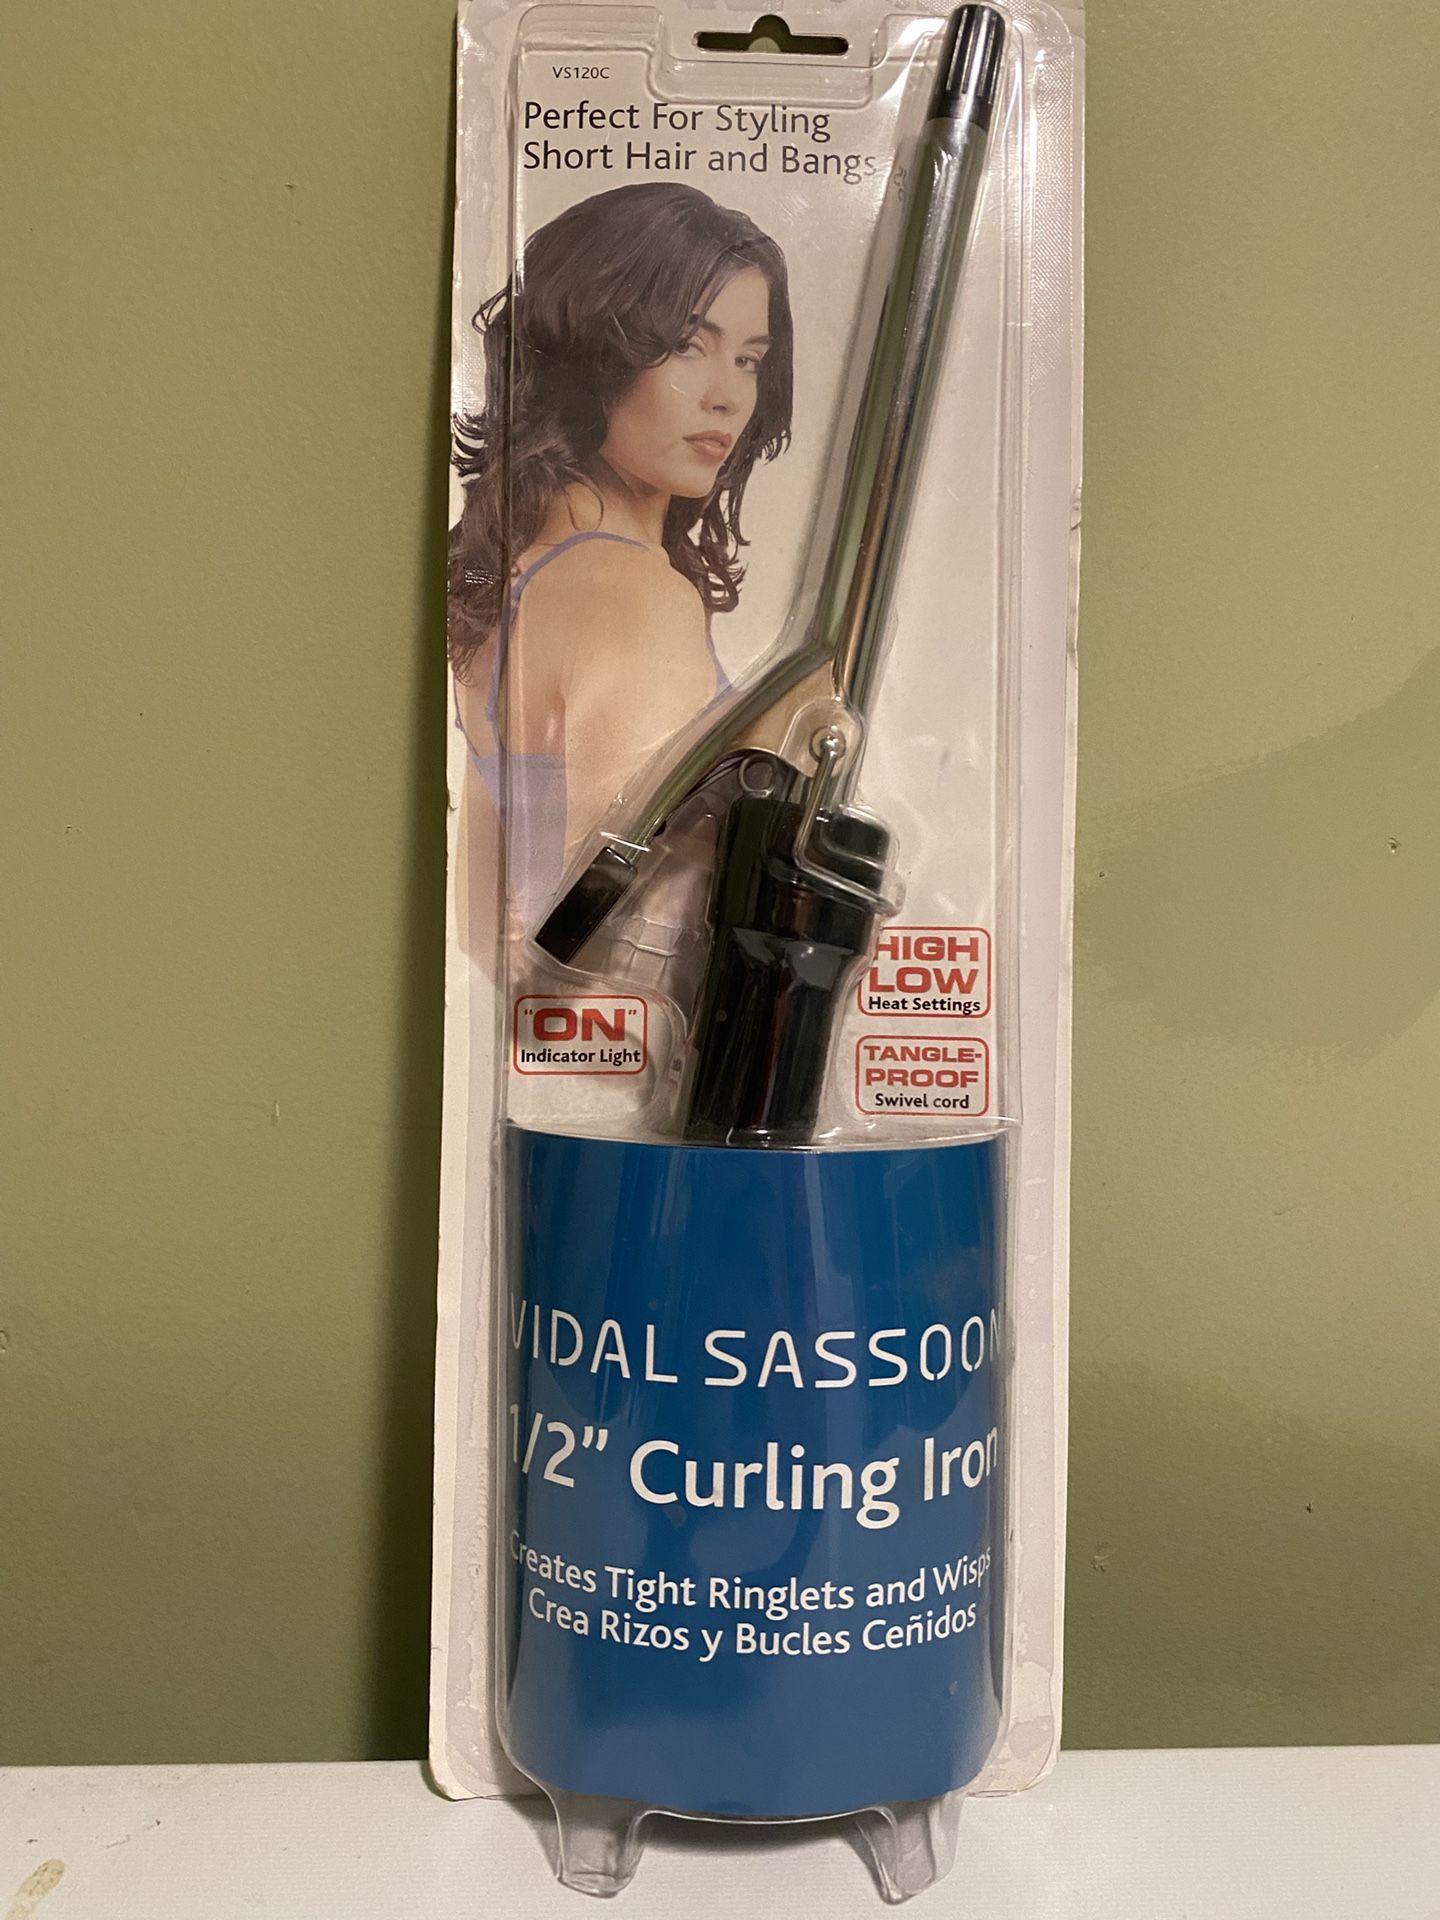 VS120C
Perfect For Styling
Short Hair and Bangs
HIGH
LOW
Heat Settings
"ON"
Indicator Light
TANGLE-
PROOF
Swivel cord
VIDAL SASSOON
1/2" Curling Iron
Creates Tight Ringlets and Wisps
Crea Rizos y Bucles Ceñidos